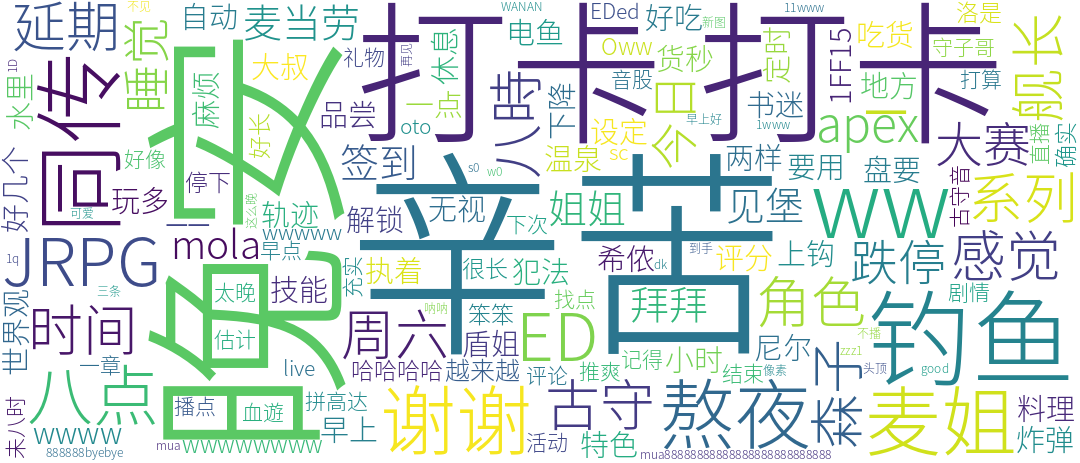 延期
自动
麦当劳
不见
WANAN
电鱼
EDed
好吃
新图
11www
洛是
睡觉
大叔
礼物
再见
休息
Oww
货秒
音股
定时
1FF15
吃货
守子哥
舰长
1D
水里
同传
麻烦
晚安
打卡打卡
品尝
一点
八時
下降
今日
地方
打算
书迷
早上好
1www
直播
确实
好像
好长
oto
设定
apex
大赛
好几个
玩多
停下
签到
s0
w0
温泉
sc
两样
要用
盘要
古守音
系列
可爱
一一
这么晚
轨迹
wwwww
解锁
无视
辛苦
下次
姐姐
见堡
ww
感觉
JRPG
mola
早点
希侬
到手
dk
上钩
跌停
1q
太晚
技能
充实
执着
很长
犯法
评分
剧情
世界观
三条
时间
估计
周六
呐呐
笨笨
找点
拜拜
角色
钓鱼
一章
live
盾姐
ED
记得
小时
尼尔
不播
zzz1
good
哈哈哈哈
越来越
评论
推爽
结束
像素
头顶
八点
播点
血遊
拼高达
谢谢
古守
熬夜
孖
森
麦姐
料理
未八时
wwww
早上
炸弹
888888byebye
mua
wwwwwwwww
活动
特色
mua88888888888888888888888888